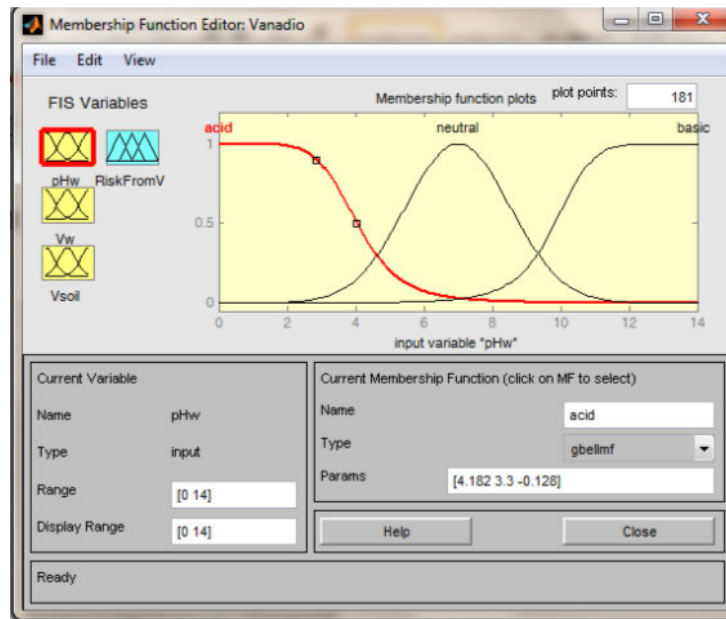 Membership Function Editor: Vanadio
File Edit View
FIS Variables
pHw RiskFromV
Vw
Vsoil
Membership function plots plot points: 181
acid neutral basic
1
0.5
0
0 2 4 6 8 10 12 14
input variable "pHw"
Current Variable
Name pHw
Type input
Range [0 14]
Display Range [0 14]
Current Membership Function (click on MF to select)
Name acid
Type gbellmf
Params [4.182 3.3 -0.128]
Help Close
Ready